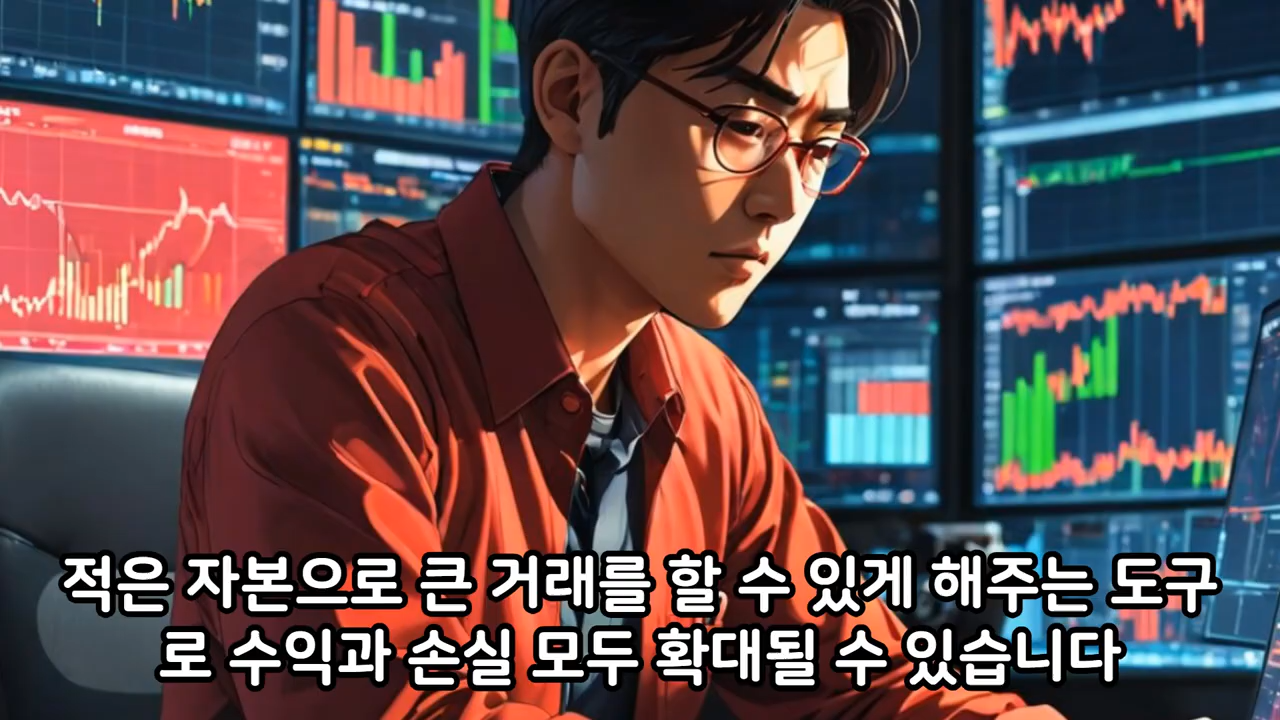 적은 자본으로 큰 거래를 할 수 있게 해주는 도구
로 수익과 손실 모두 확대될 수 있습니다